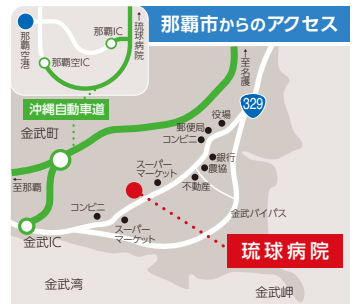 那覇市からのアクセス
那覇IC
↑至琉球病院
那覇空港
那覇空IC
沖縄自動車道
↑至名護
329
金武町
役場
郵便局
コンビニ
銀行
農協
スーパー
マーケット
不動産
←至那覇
コンビニ
金武バイパス
スーパー
マーケット
金武IC
琉球病院
金武湾
金武岬